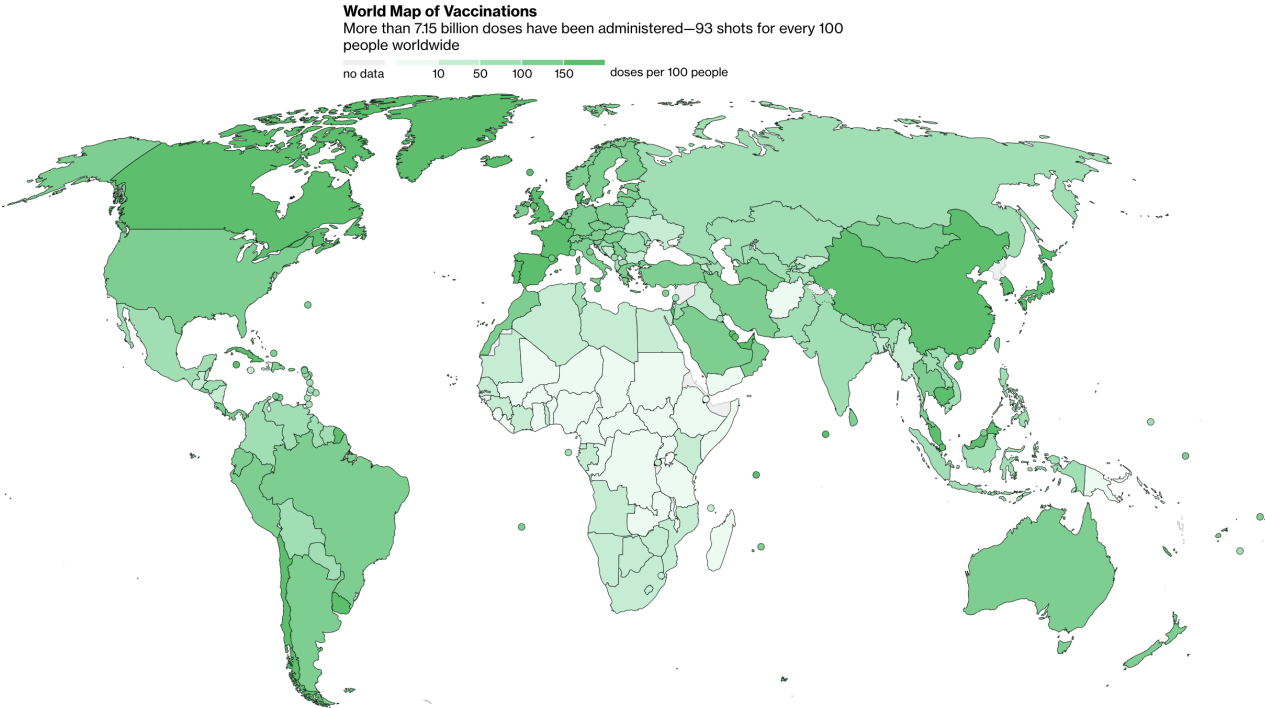 World Map of Vaccinations
More than 7.15 billion doses have been administered—93 shots for every 100
people worldwide
no data 10 50 100 150 doses per 100 people